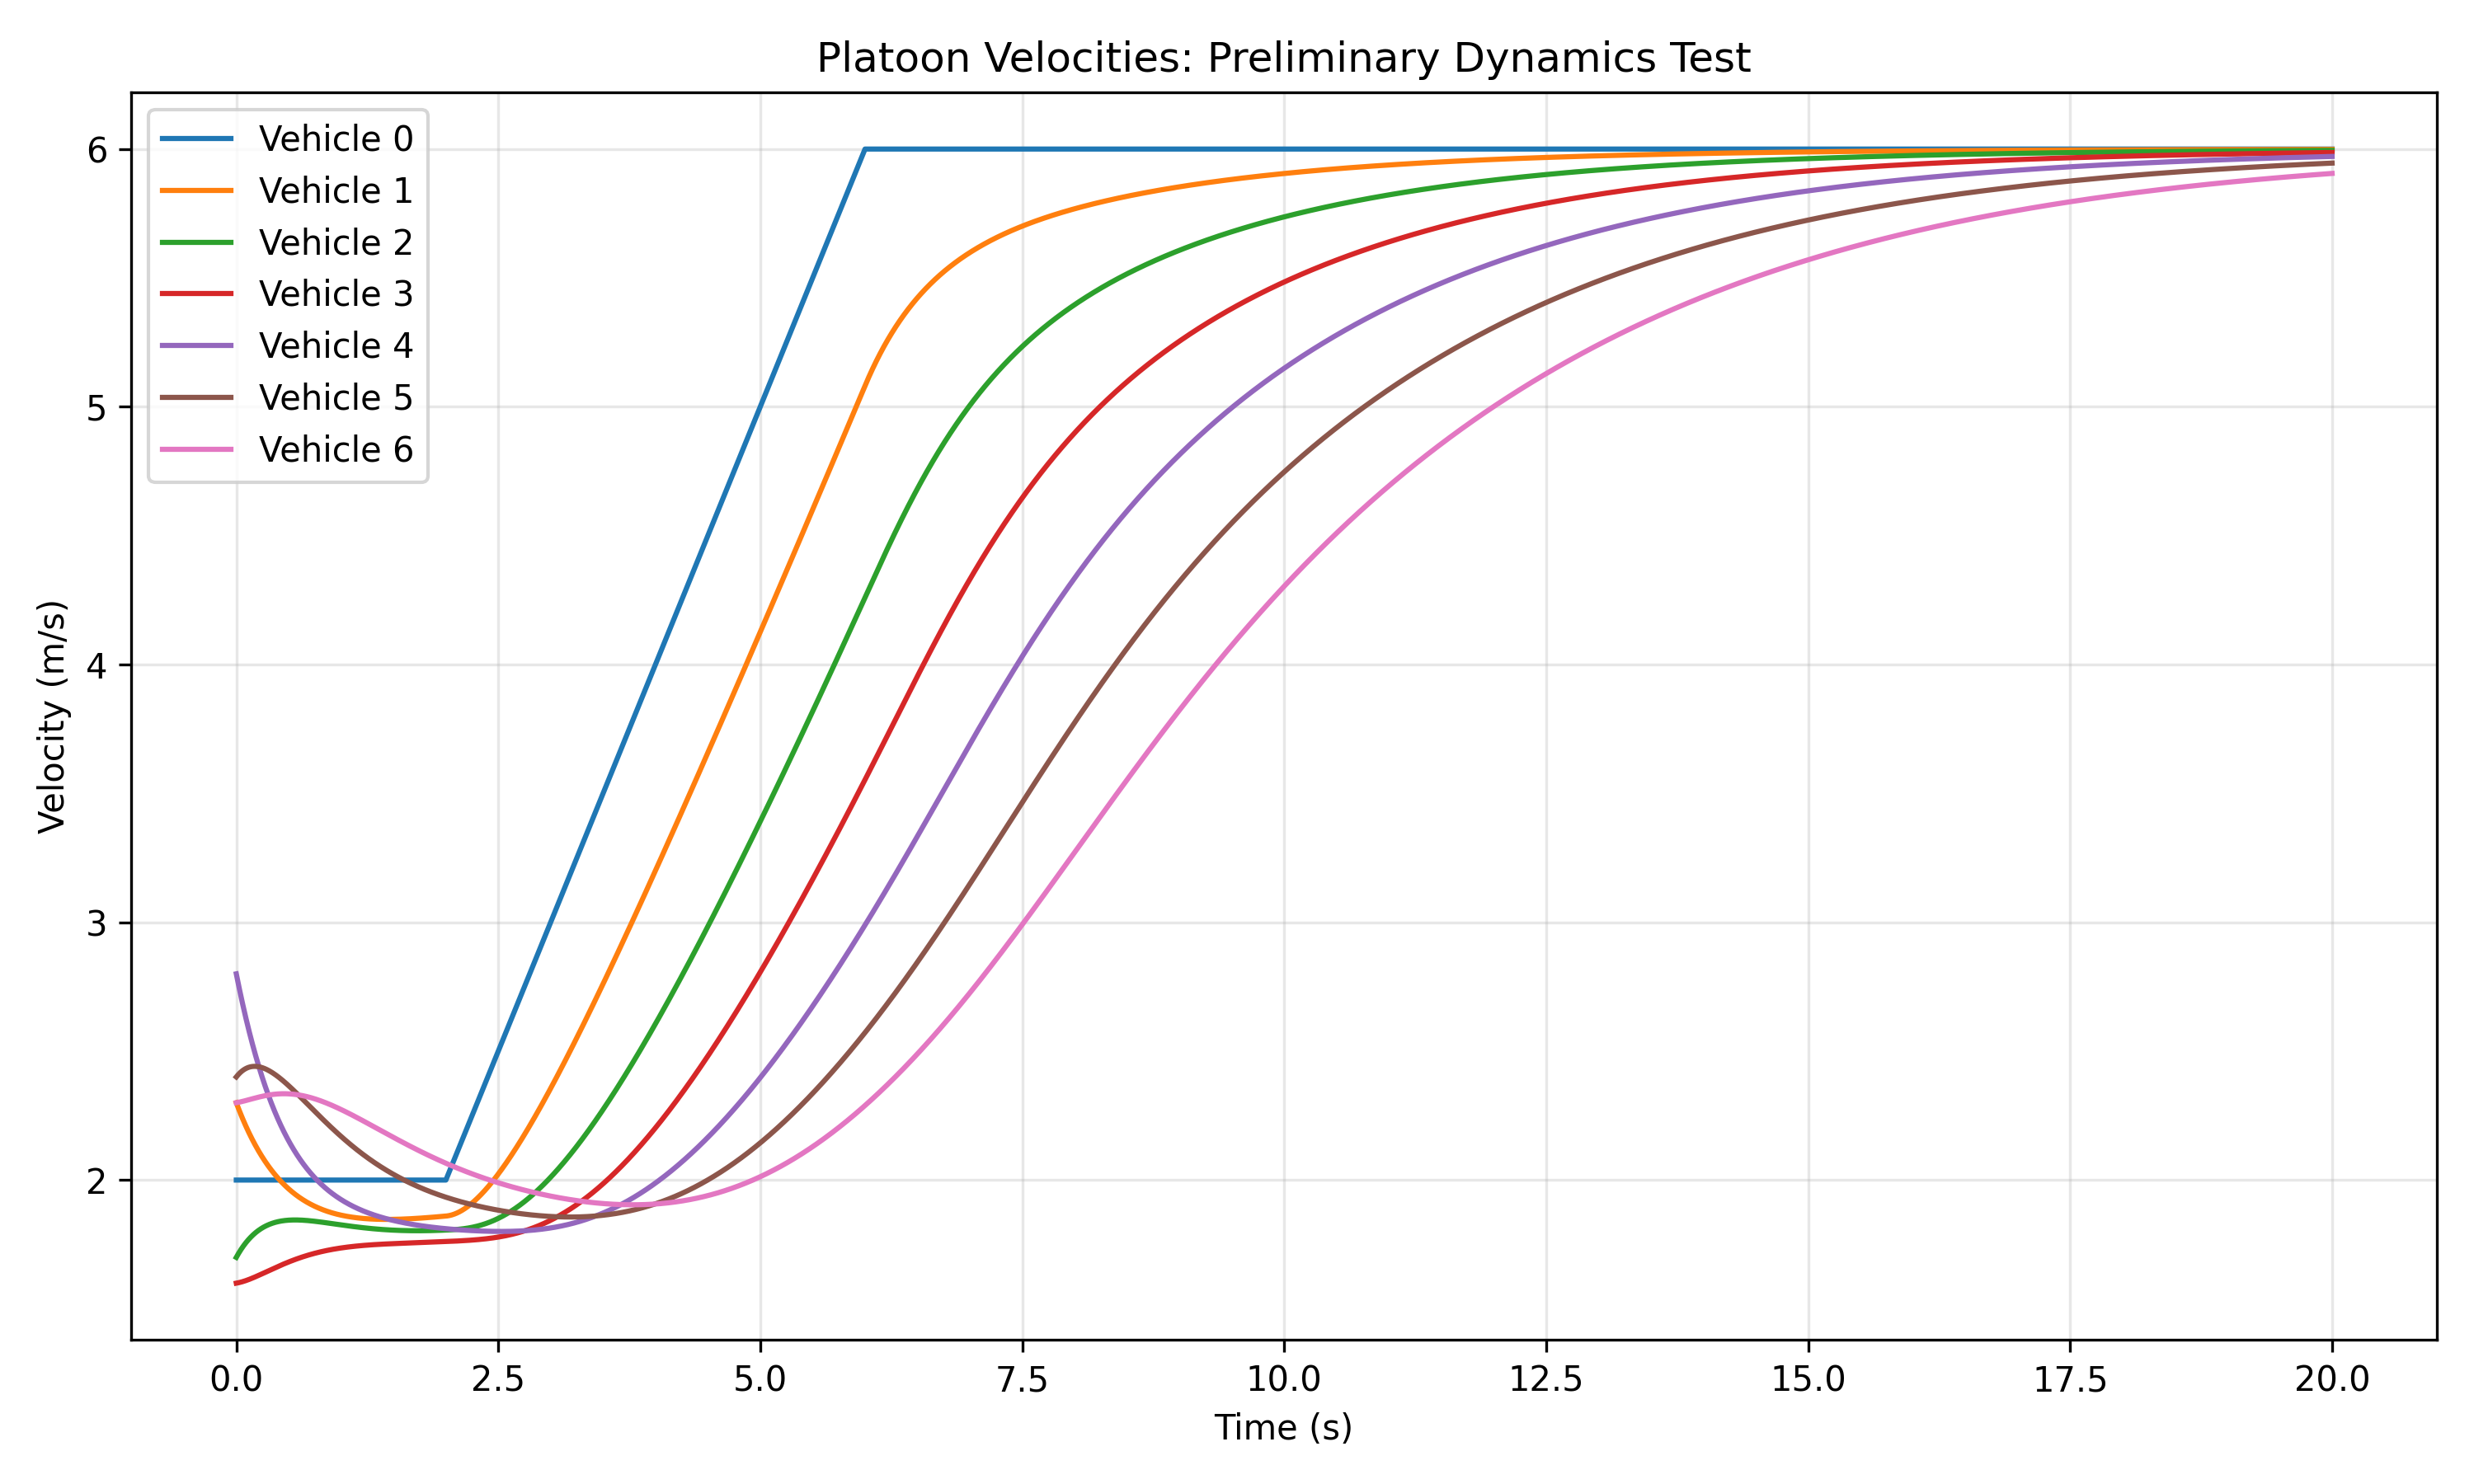 Platoon Velocities: Preliminary Dynamics Test
Vehicle 0
Vehicle 1
Vehicle 2
Vehicle 3
Vehicle 4
Vehicle 5
Vehicle 6
6
5
4
3
2
Velocity (m/s)
0.0 2.5 5.0 7.5 10.0 12.5 15.0 17.5 20.0
Time (s)